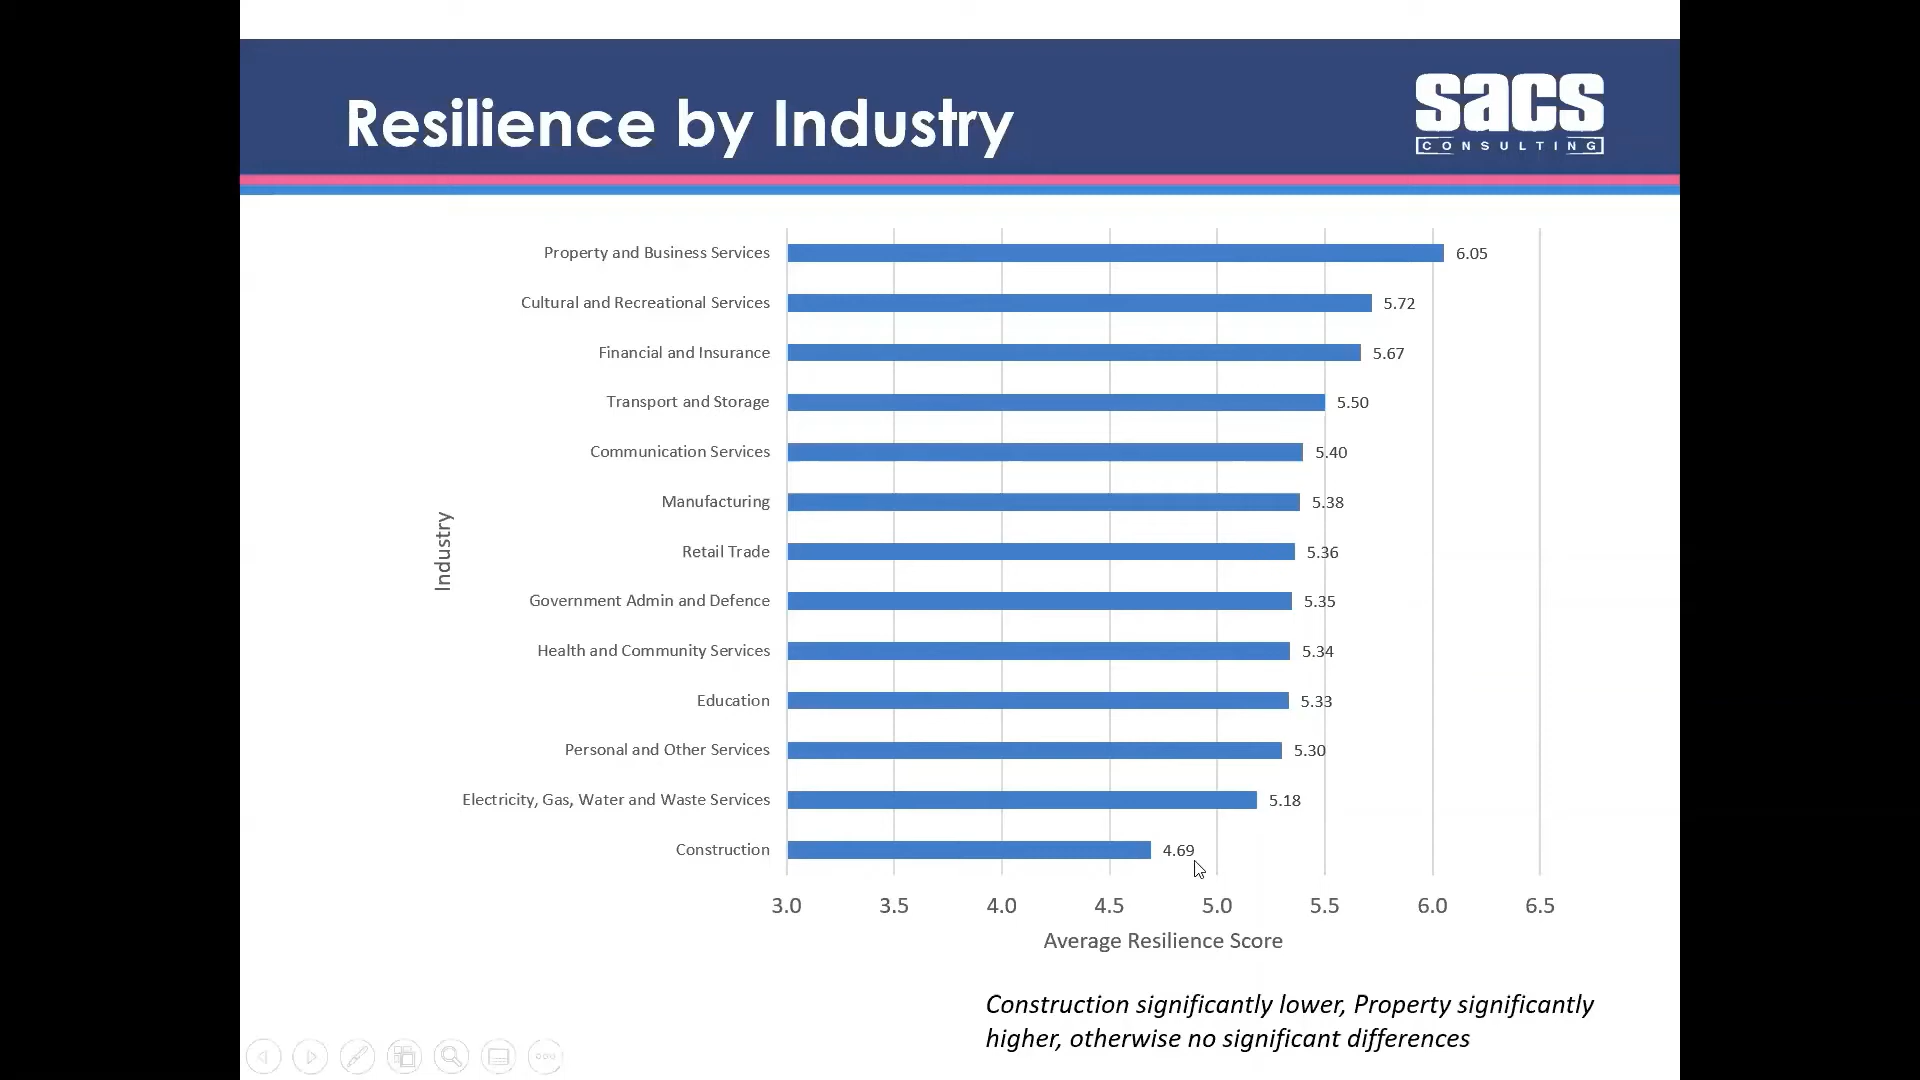 Resilience by Industry
sacs
CONSULTING
Property and Business Services 6.05
Cultural and Recreational Services 5.72
Financial and Insurance 5.67
Transport and Storage 5.50
Communication Services 5.40
Manufacturing 5.38
Retail Trade 5.36
Government Admin and Defence 5.35
Health and Community Services 5.34
Education 5.33
Personal and Other Services 5.30
Electricity, Gas, Water and Waste Services 5.18
Construction 4.69
Industry
3.0 3.5 4.0 4.5 5.0 5.5 6.0 6.5
Average Resilience Score
Construction significantly lower, Property significantly
higher, otherwise no significant differences